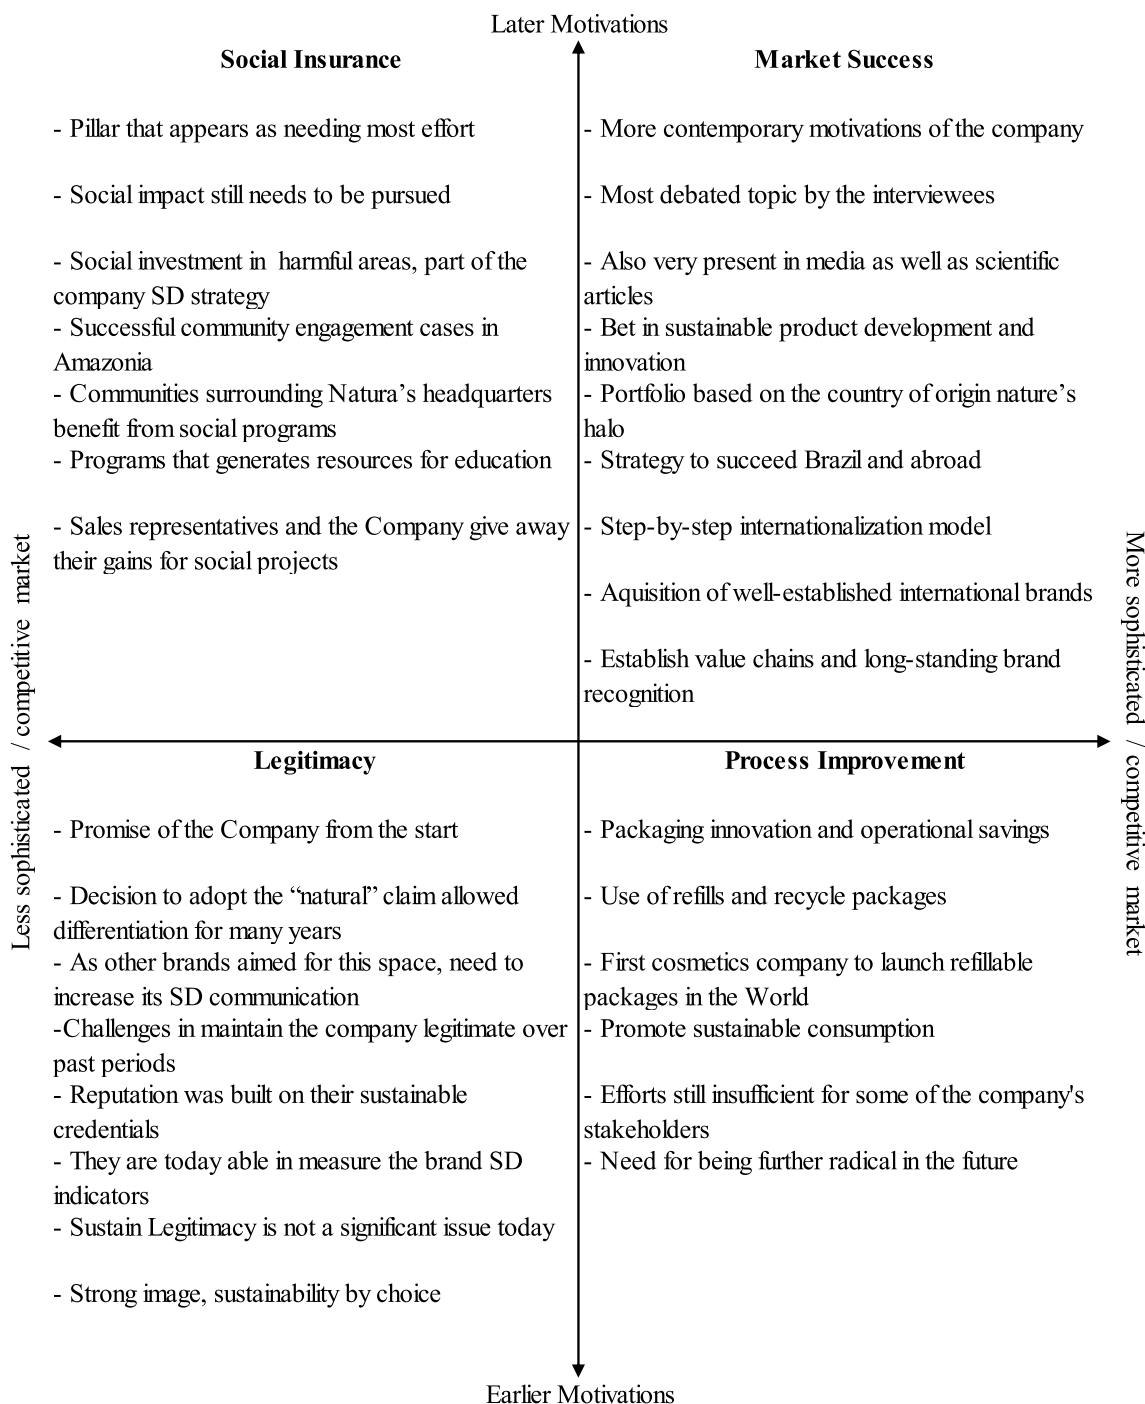 Later Motivations
Social Insurance
- Pillar that appears as needing most effort
- Social impact still needs to be pursued
- Social investment in harmful areas, part of the
company SD strategy
- Successful community engagement cases in
Amazonia
- Communities surrounding Natura’s headquarters
benefit from social programs
- Programs that generates resources for education
- Sales representatives and the Company give away
their gains for social projects
Market Success
- More contemporary motivations of the company
- Most debated topic by the interviewees
- Also very present in media as well as scientific
articles
- Bet in sustainable product development and
innovation
- Portfolio based on the country of origin nature’s
halo
- Strategy to succeed Brazil and abroad
- Step-by-step internationalization model
- Aquisition of well-established international brands
- Establish value chains and long-standing brand
recognition
Less sophisticated / competitive market
More sophisticated / competitive market
Legitimacy
- Promise of the Company from the start
- Decision to adopt the “natural” claim allowed
differentiation for many years
- As other brands aimed for this space, need to
increase its SD communication
-Challenges in maintain the company legitimate over
past periods
- Reputation was built on their sustainable
credentials
- They are today able in measure the brand SD
indicators
- Sustain Legitimacy is not a significant issue today
- Strong image, sustainability by choice
Process Improvement
- Packaging innovation and operational savings
- Use of refills and recycle packages
- First cosmetics company to launch refillable
packages in the World
- Promote sustainable consumption
- Efforts still insufficient for some of the company's
stakeholders
- Need for being further radical in the future
Earlier Motivations